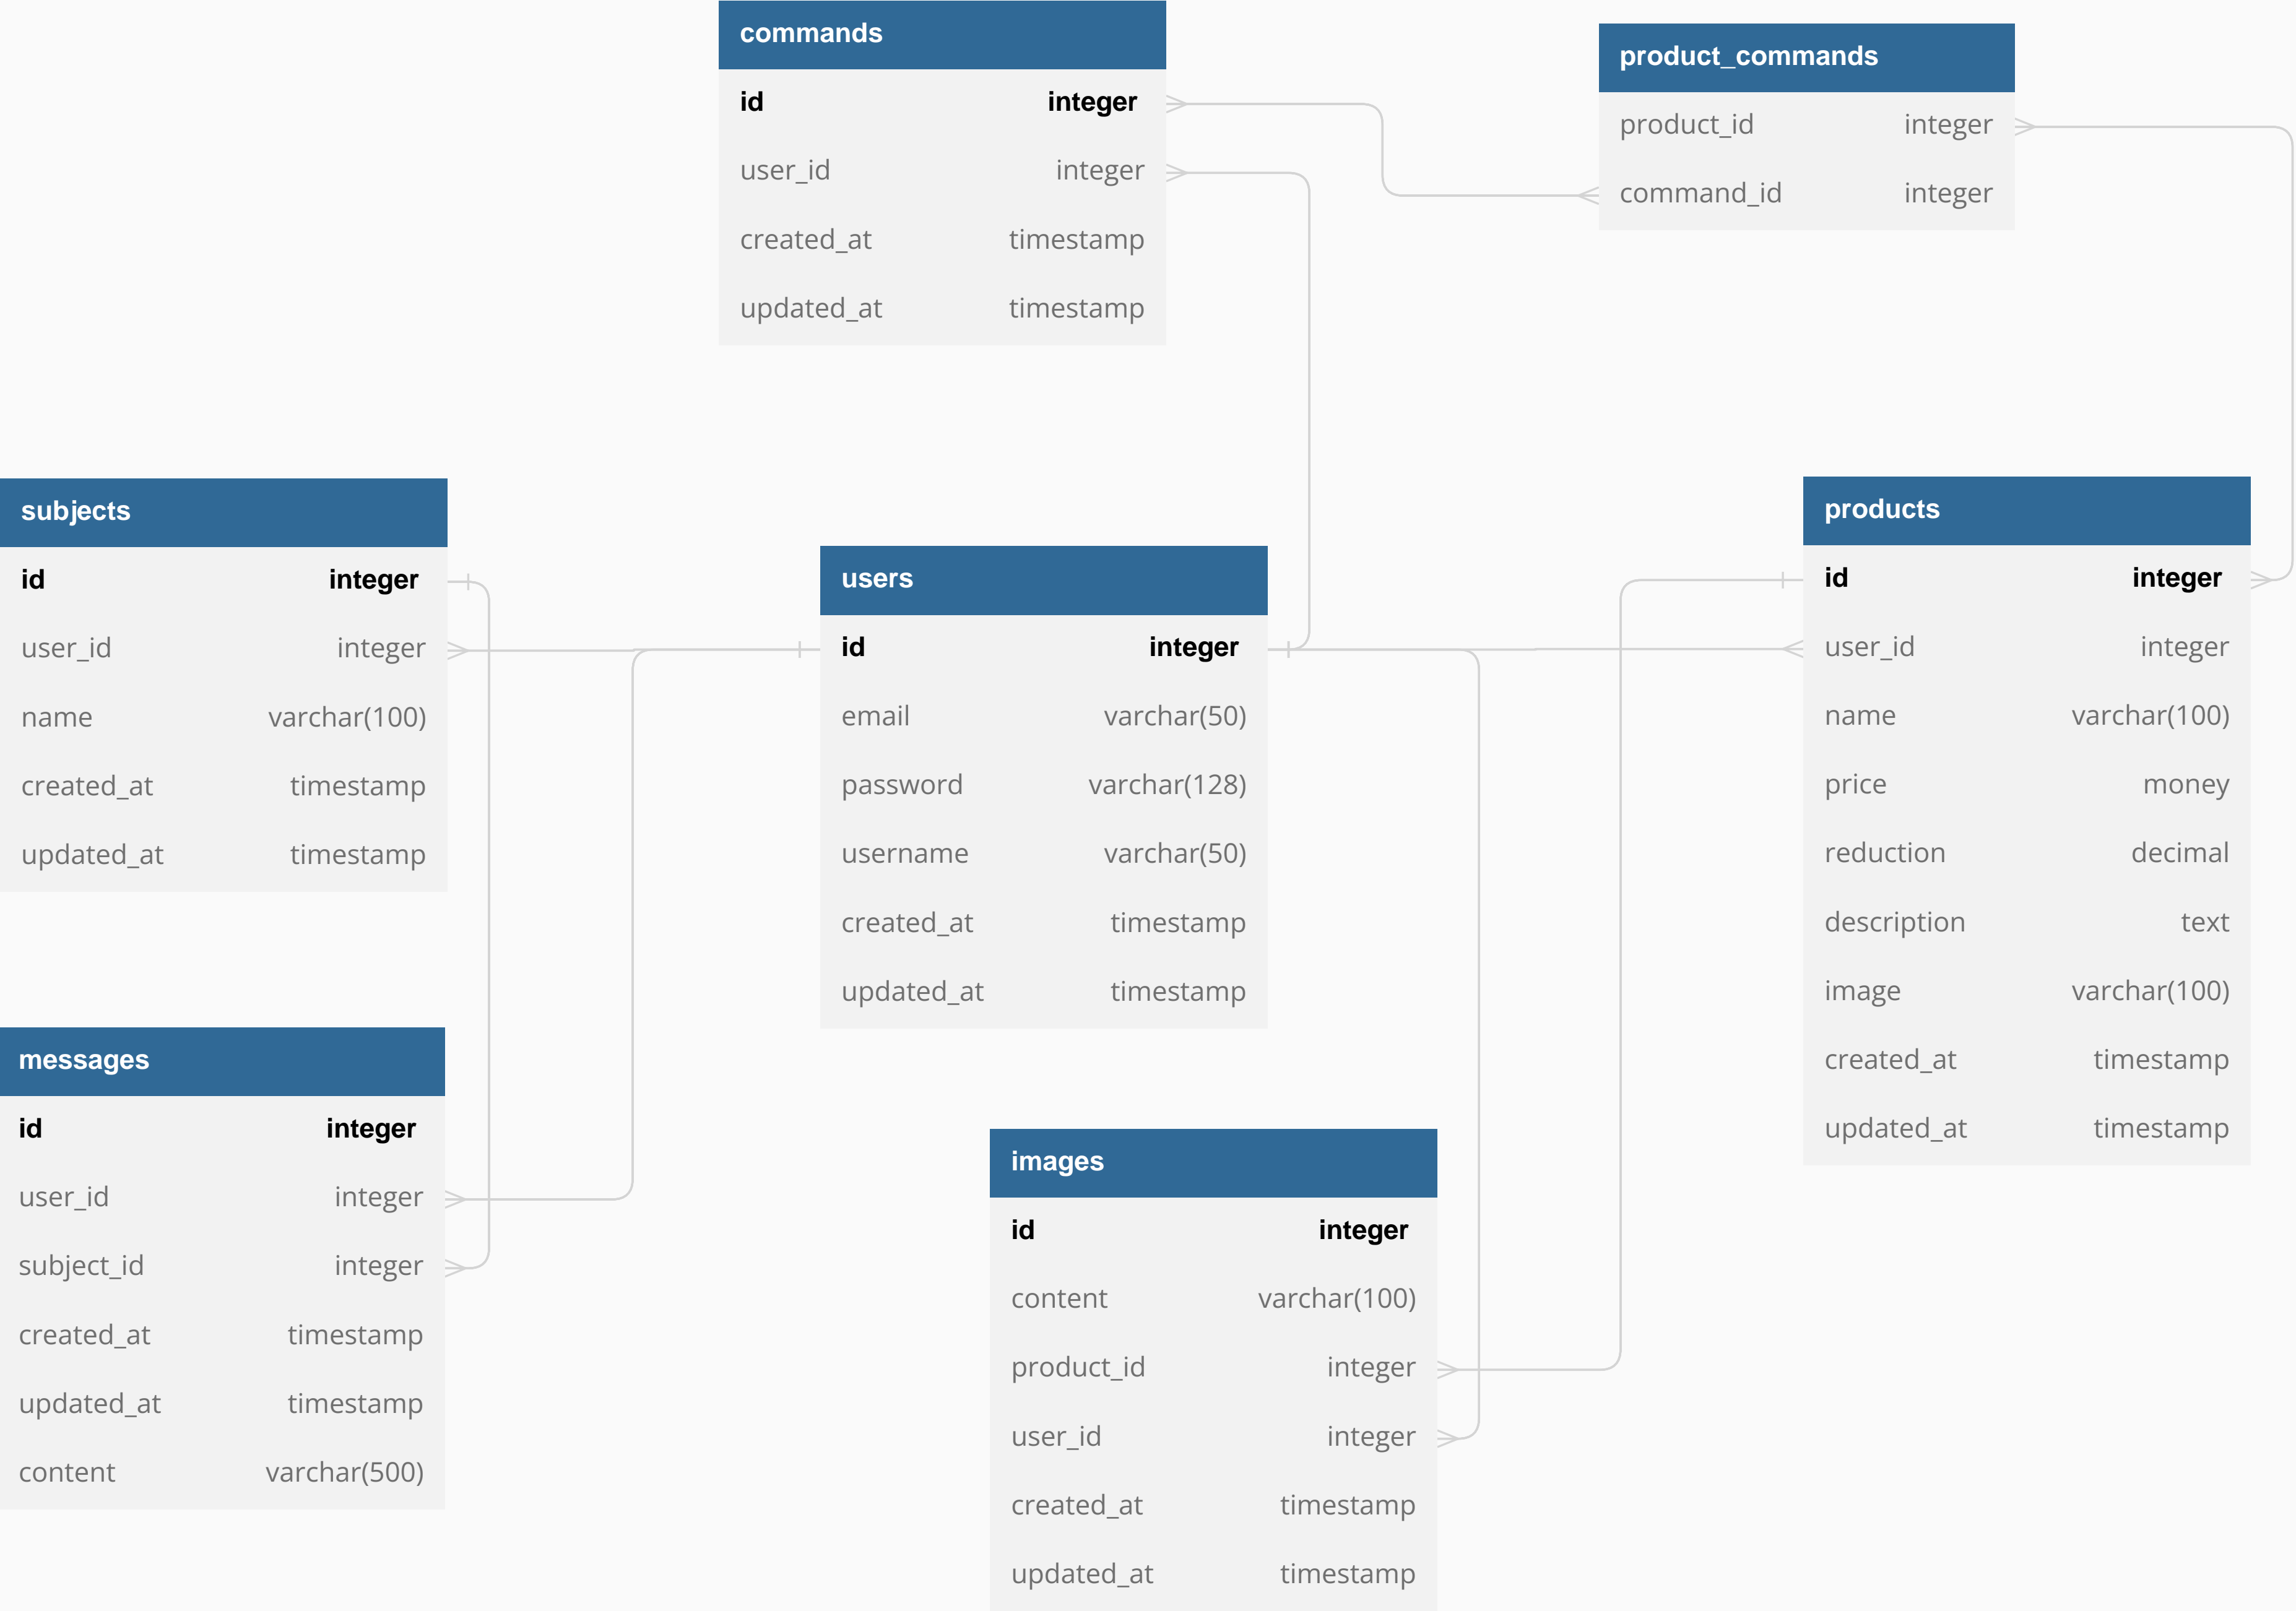 commands
id integer
user_id integer
created_at timestamp
updated_at timestamp
product_commands
product_id integer
command_id integer
subjects
id integer
user_id integer
name varchar(100)
created_at timestamp
updated_at timestamp
users
id integer
email varchar(50)
password varchar(128)
username varchar(50)
created_at timestamp
updated_at timestamp
products
id integer
user_id integer
name varchar(100)
price money
reduction decimal
description text
image varchar(100)
created_at timestamp
updated_at timestamp
messages
id integer
user_id integer
subject_id integer
created_at timestamp
updated_at timestamp
content varchar(500)
images
id integer
content varchar(100)
product_id integer
user_id integer
created_at timestamp
updated_at timestamp